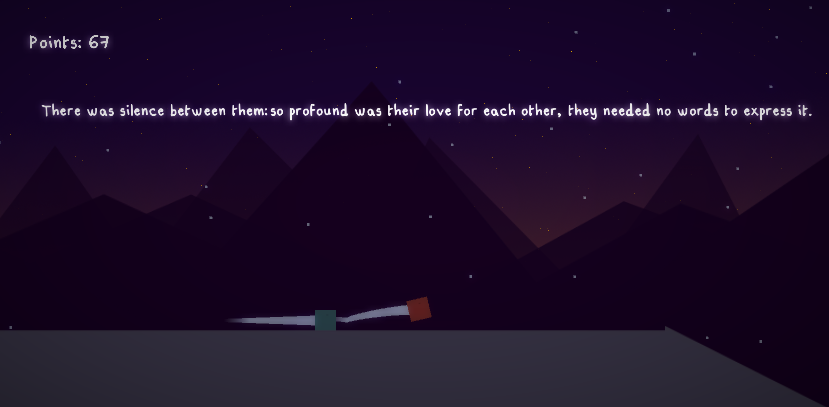 Points: 67
There was silence between them: so profound was their love for each other, they needed no words to express it.